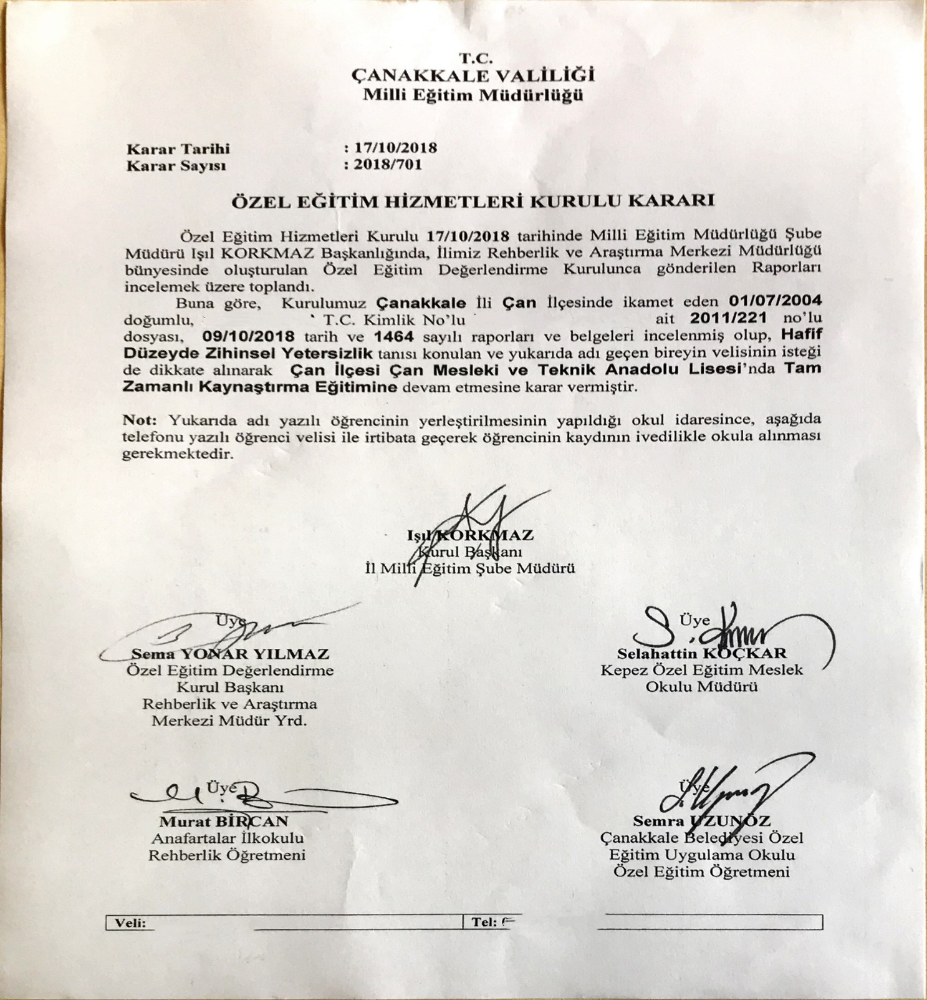 T.C.
ÇANAKKALE VALİLİĞİ
Milli Eğitim Müdürlüğü
Karar Tarihi : 17/10/2018
Karar Sayısı : 2018/701
ÖZEL EĞİTİM HİZMETLERİ KURULU KARARI
Özel Eğitim Hizmetleri Kurulu 17/10/2018 tarihinde Milli Eğitim Müdürlüğü Şube
Müdürü Işıl KORKMAZ Başkanlığında, İlimiz Rehberlik ve Araştırma Merkezi Müdürlüğü
bünyesinde oluşturulan Özel Eğitim Değerlendirme Kurulunca gönderilen Raporları
incelemek üzere toplandı.
Buna göre, Kurulumuz Çanakkale İli Çan İlçesinde ikamet eden 01/07/2004
doğumlu, T.C. Kimlik No’lu ait 2011/221 no’lu
dosyası, 09/10/2018 tarih ve 1464 sayılı raporları ve belgeleri incelenmiş olup, Hafif
Düzeyde Zihinsel Yetersizlik tanısı konulan ve yukarıda adı geçen bireyin velisinin isteği
de dikkate alınarak Çan İlçesi Çan Mesleki ve Teknik Anadolu Lisesi’nda Tam
Zamanlı Kaynaştırma Eğitimine devam etmesine karar vermiştir.
Not: Yukarıda adı yazılı öğrencinin yerleştirilmesinin yapıldığı okul idaresince, aşağıda
telefonu yazılı öğrenci velisi ile irtibata geçerek öğrencinin kaydının ivedilikle okula alınması
gerekmektedir.
Işıl KORKMAZ
Kurul Başkanı
İl Milli Eğitim Şube Müdürü
Üye
Sema YONAR YILMAZ
Özel Eğitim Değerlendirme
Kurul Başkanı
Rehberlik ve Araştırma
Merkezi Müdür Yrd.
Üye
Selahattin KOÇKAR
Kepez Özel Eğitim Meslek
Okulu Müdürü
Üye
Murat BİRCAN
Anafartalar İlkokulu
Rehberlik Öğretmeni
Üye
Semra UZUNÖZ
Çanakkale Belediyesi Özel
Eğitim Uygulama Okulu
Özel Eğitim Öğretmeni
Veli: Tel: